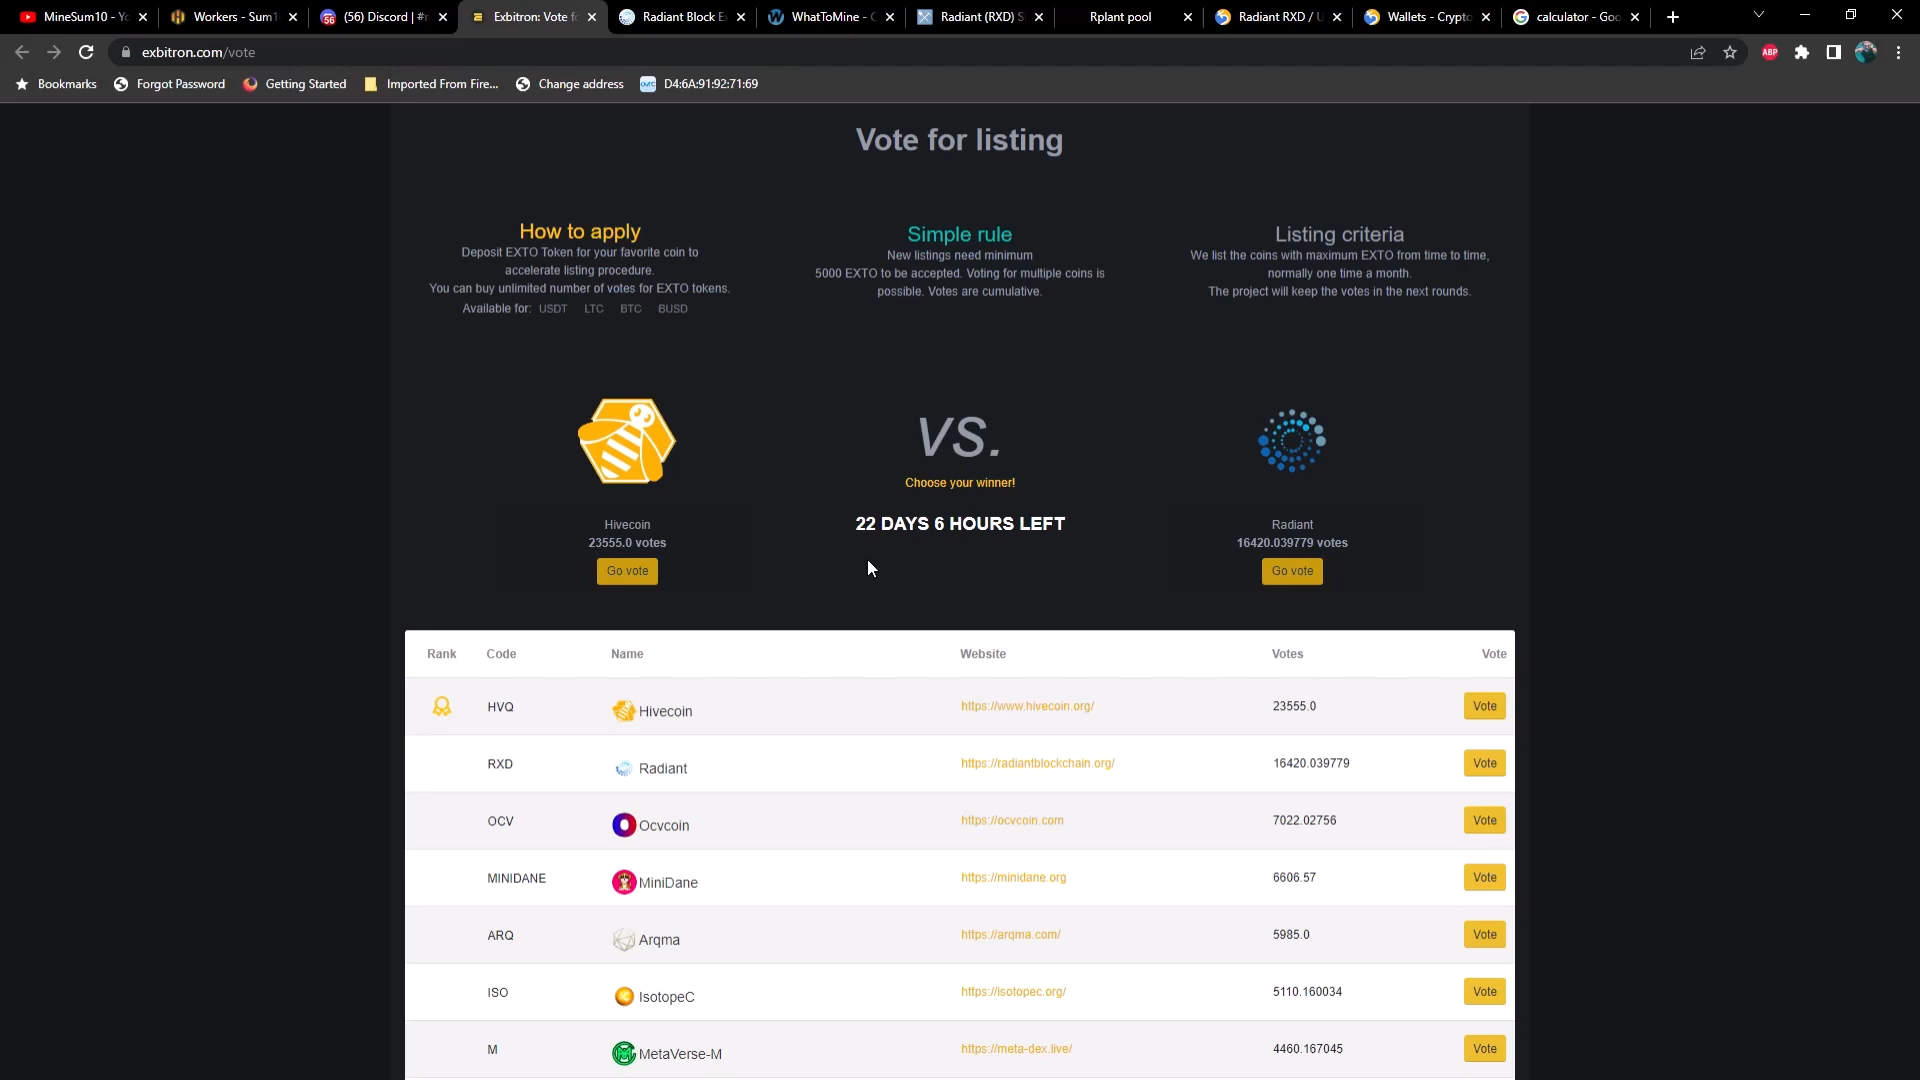 MineSum10 - Yo
Workers - Sum1
(56) Discord | #r
Exbitron: Vote fo
Radiant Block E
WhatToMine - C
Radiant (RXD) S
Rplant pool
Radiant RXD / U
Wallets - Crypto
calculator - Goo
exbitron.com/vote
ABP
Bookmarks
Forgot Password
Getting Started
Imported From Fire...
Change address
D4:6A:91:92:71:69
Vote for listing
How to apply
Deposit EXTO Token for your favorite coin to
accelerate listing procedure.
You can buy unlimited number of votes for EXTO tokens.
Available for: USDT LTC BTC BUSD
Simple rule
New listings need minimum
5000 EXTO to be accepted. Voting for multiple coins is
possible. Votes are cumulative.
Listing criteria
We list the coins with maximum EXTO from time to time,
normally one time a month.
The project will keep the votes in the next rounds.
Hivecoin
23555.0 votes
Go vote
VS.
Choose your winner!
22 DAYS 6 HOURS LEFT
Radiant
16420.039779 votes
Go vote
Rank Code Name Website Votes Vote
HVQ Hivecoin https://www.hivecoin.org/ 23555.0 Vote
RXD Radiant https://radiantblockchain.org/ 16420.039779 Vote
OCV Ocvcoin https://ocvcoin.com 7022.02756 Vote
MINIDANE MiniDane https://minidane.org 6606.57 Vote
ARQ Arqma https://arqma.com/ 5985.0 Vote
ISO IsotopeC https://isotopec.org/ 5110.160034 Vote
M MetaVerse-M https://meta-dex.live/ 4460.167045 Vote